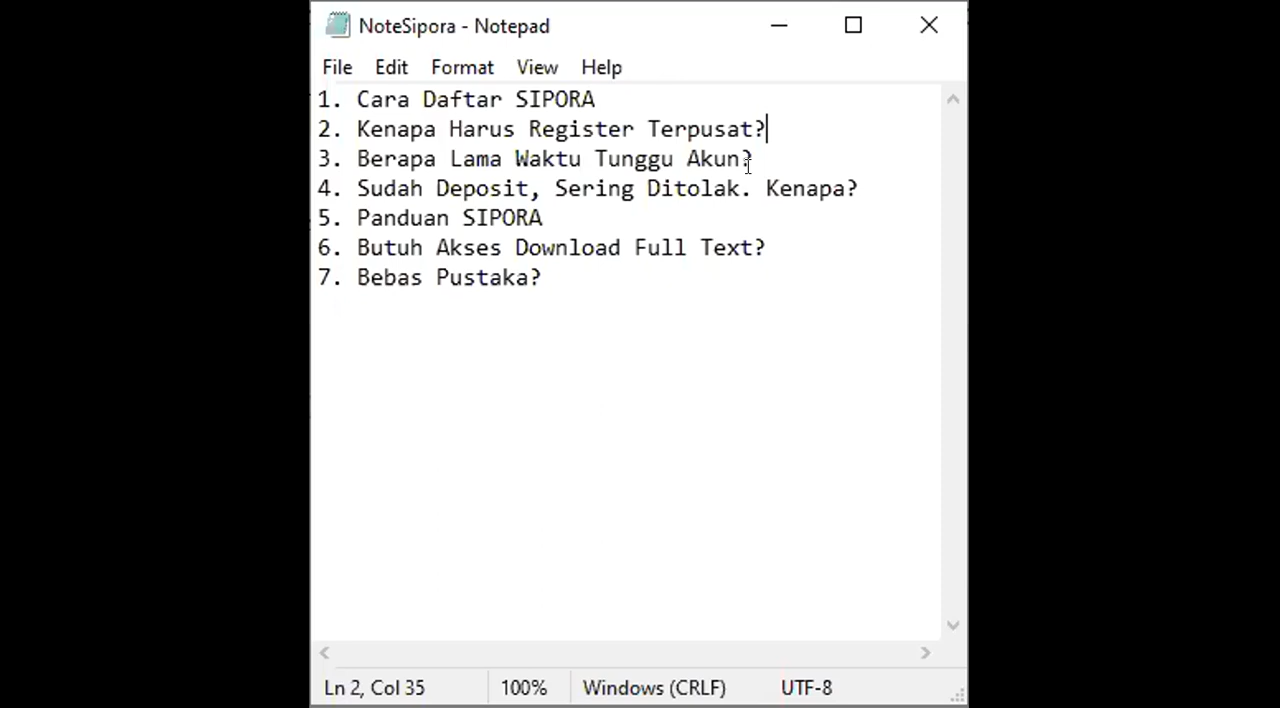 NoteSipora - Notepad
File Edit Format View Help
1. Cara Daftar SIPORA
2. Kenapa Harus Register Terpusat?
3. Berapa Lama Waktu Tunggu Akun?
4. Sudah Deposit, Sering Ditolak. Kenapa?
5. Panduan SIPORA
6. Butuh Akses Download Full Text?
7. Bebas Pustaka?
Ln 2, Col 35 100% Windows (CRLF) UTF-8